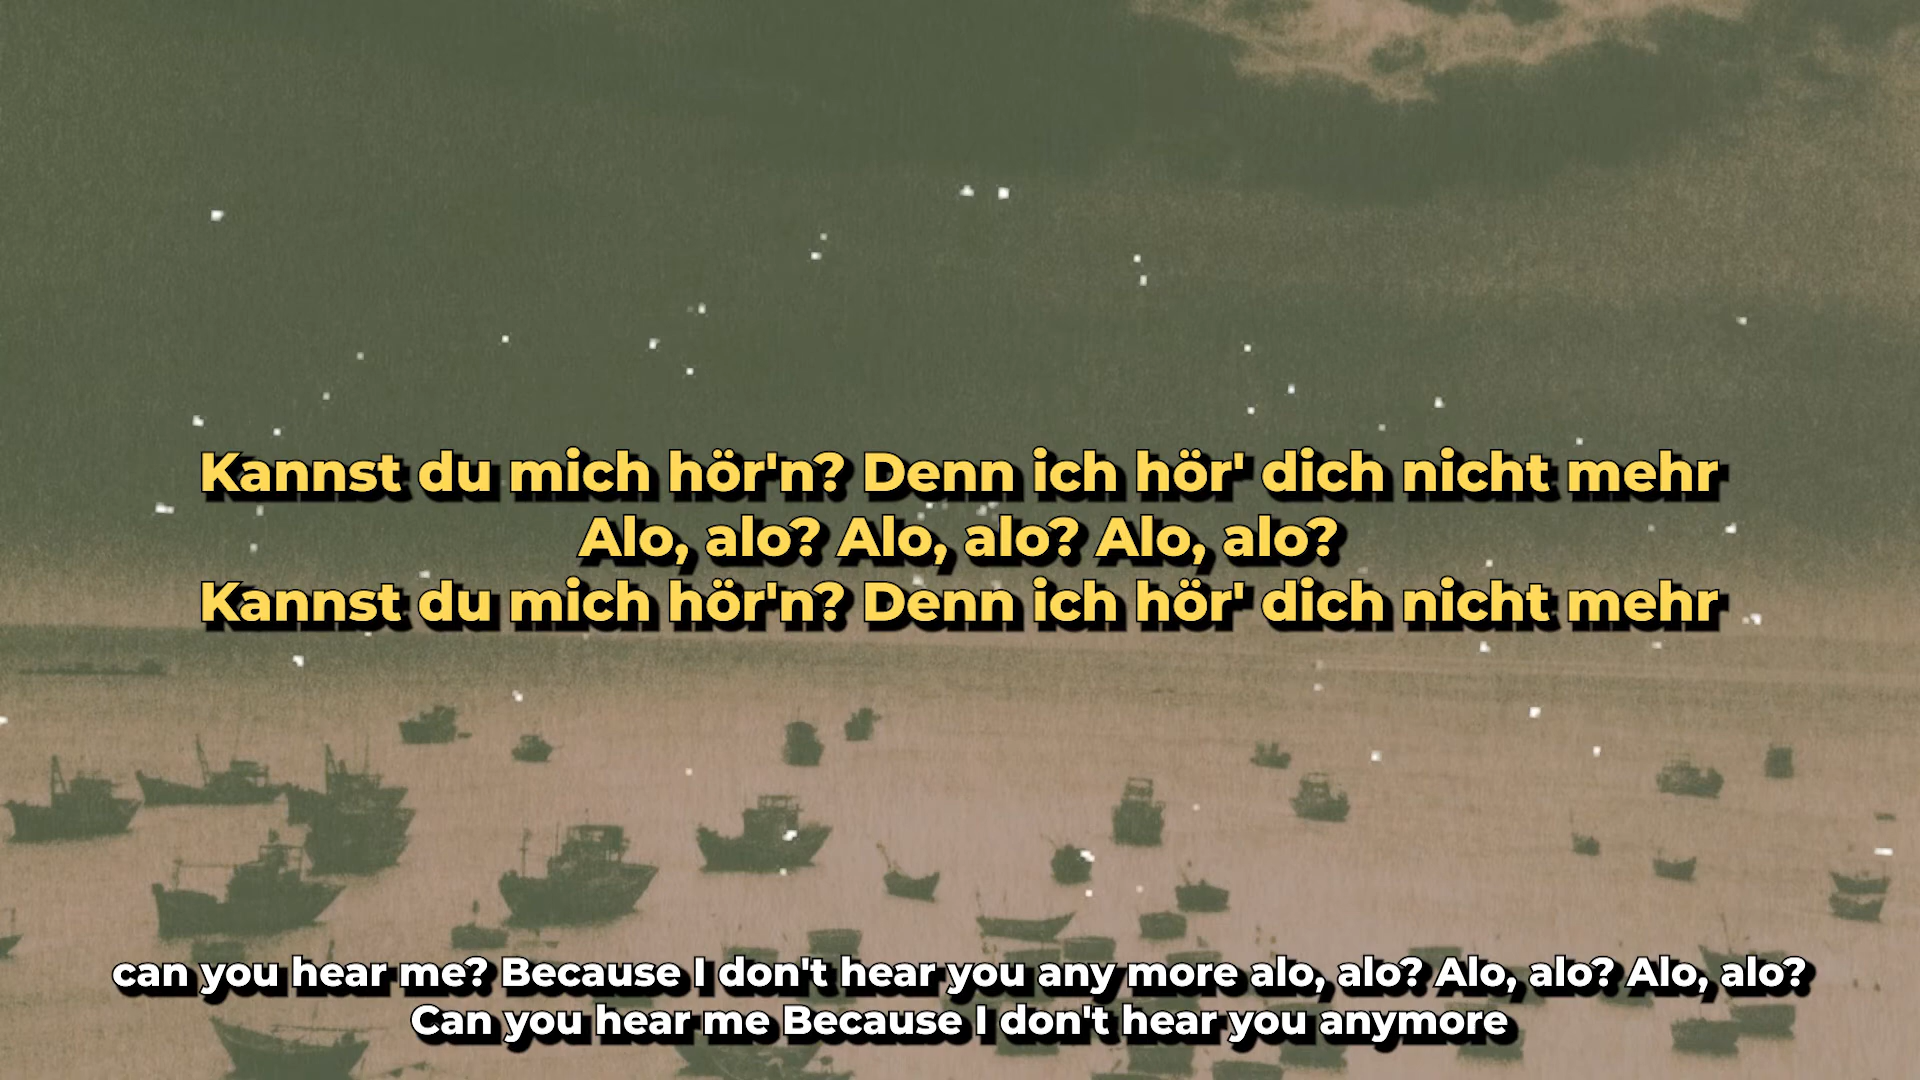 Kannst du mich hör'n? Denn ich hör' dich nicht mehr
Alo, alo? Alo, alo? Alo, alo?
Kannst du mich hör'n? Denn ich hör' dich nicht mehr
can you hear me? Because I don't hear you any more alo, alo? Alo, alo? Alo, alo?
Can you hear me Because I don't hear you anymore